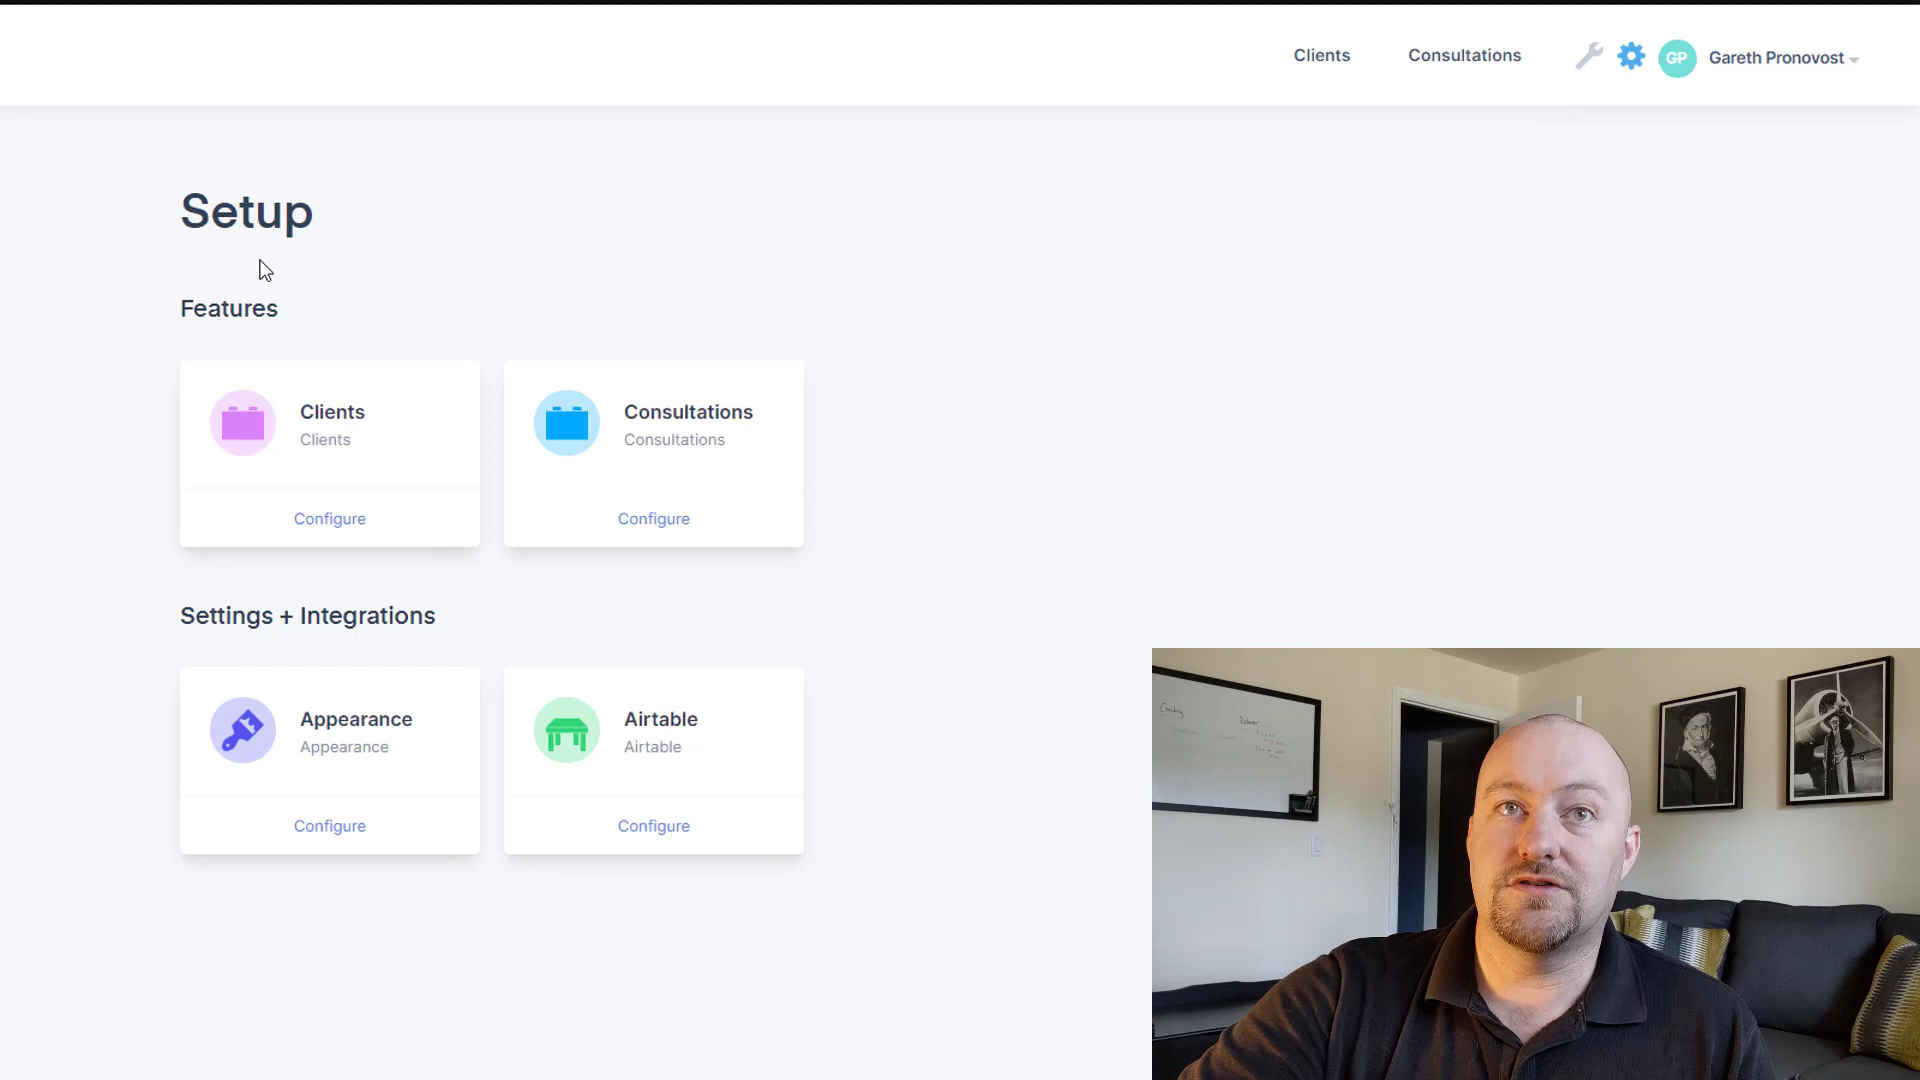 Clients
Consultations
GP
Gareth Pronovost
Setup
Features
Clients
Clients
Configure
Consultations
Consultations
Configure
Settings + Integrations
Appearance
Appearance
Configure
Airtable
Airtable
Configure